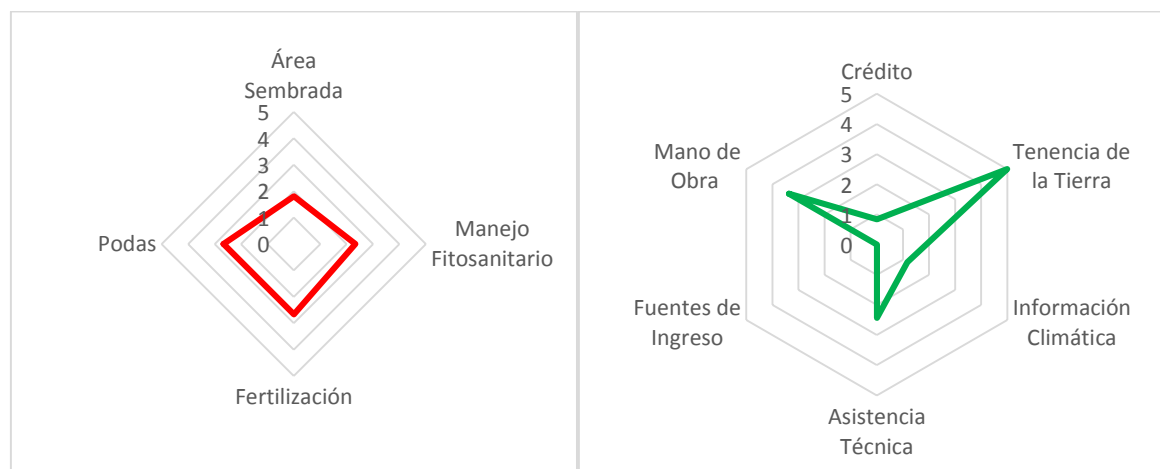 Área
Sembrada
5
4
3
2
1
0
Manejo
Fitosanitario
Podas
Fertilización
Crédito
5
4
3
2
1
0
Mano de
Obra
Tenencia de
la Tierra
Fuentes de
Ingreso
Información
Climática
Asistencia
Técnica